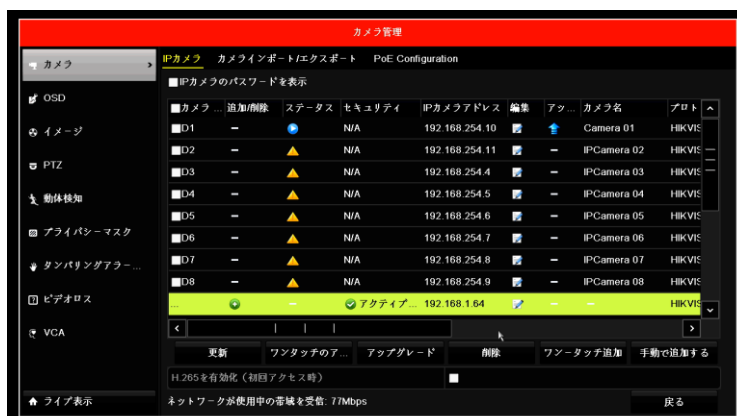 カメラ管理
カメラ
OSD
イメージ
PTZ
動体検知
プライバシーマスク
タンパリングアラー...
ビデオロス
VCA
ライブ表示
IPカメラ カメラインポート/エクスポート PoE Configuration
IPカメラのパスワードを表示
カメラ ... 追加/削除 ステータス セキュリティ IPカメラアドレス 編集 アッ... カメラ名 プロト
D1 – N/A 192.168.254.10 Camera 01 HIKVIS
D2 – N/A 192.168.254.11 – IPCamera 02 HIKVIS
D3 – N/A 192.168.254.4 – IPCamera 03 HIKVIS
D4 – N/A 192.168.254.5 – IPCamera 04 HIKVIS
D5 – N/A 192.168.254.6 – IPCamera 05 HIKVIS
D6 – N/A 192.168.254.7 – IPCamera 06 HIKVIS
D7 – N/A 192.168.254.8 – IPCamera 07 HIKVIS
D8 – N/A 192.168.254.9 – IPCamera 08 HIKVIS
... – アクティブ... 192.168.1.64 – – HIKVIS
更新 ワンタッチのア... アップグレード 削除 ワンータッチ追加 手動で追加する
H.265を有効化（初回アクセス時）
ネットワークが使用中の帯域を受信: 77Mbps 戻る